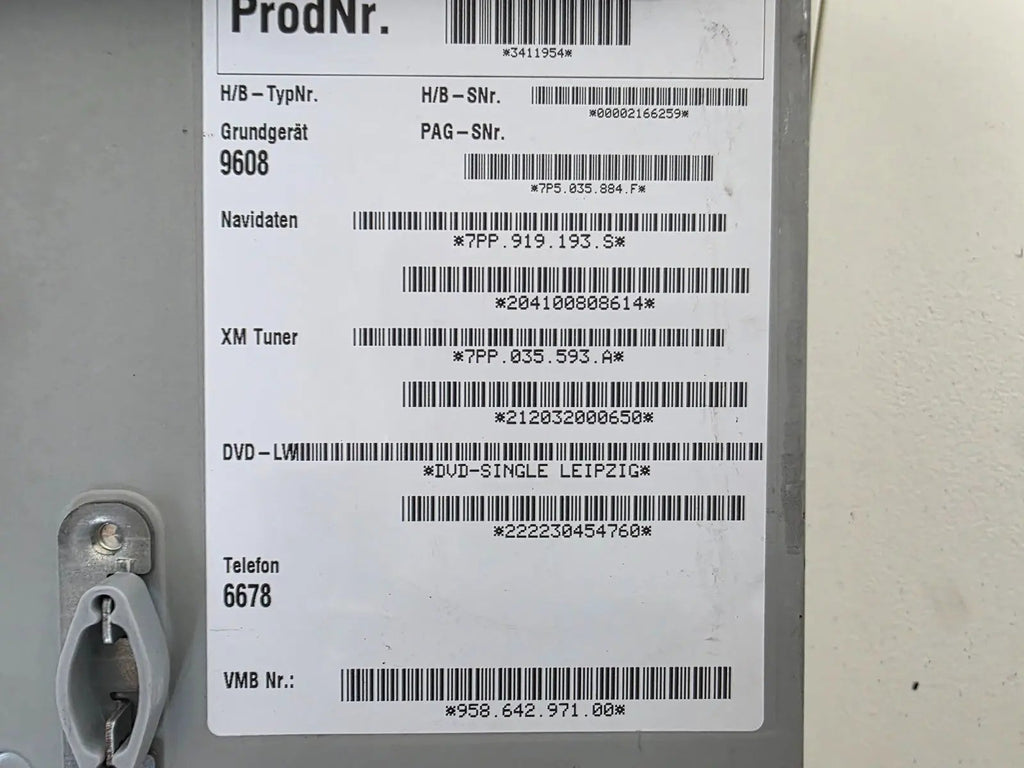 ProdNr.
*3411954*
H/B-TypNr. H/B-SNr.
*00002166259*
Grundgerät PAG-SNr.
9608
*7P5.035.884.F*
Navidaten
*7PP.919.193.S*
*204100808614*
XM Tuner
*7PP.035.593.A*
*212032000650*
DVD-LW
*DVD-SINGLE LEIPZIG*
*222230454760*
Telefon
6678
VMB Nr.:
*958.642.971.00*